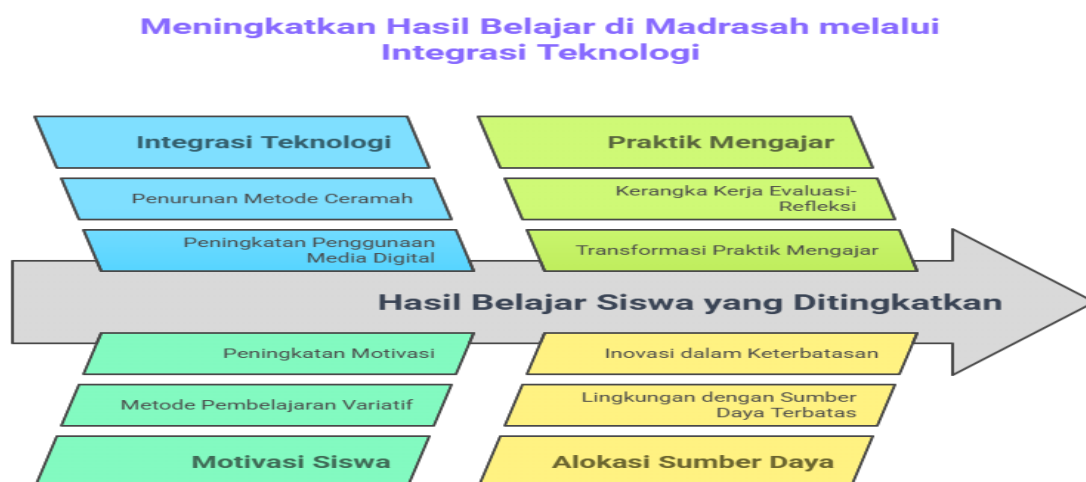 Meningkatkan Hasil Belajar di Madrasah melalui
Integrasi Teknologi
Integrasi Teknologi
Penurunan Metode Ceramah
Peningkatan Penggunaan
Media Digital
Praktik Mengajar
Kerangka Kerja Evaluasi-
Refleksi
Transformasi Praktik Mengajar
Hasil Belajar Siswa yang Ditingkatkan
Peningkatan Motivasi
Metode Pembelajaran Variatif
Motivasi Siswa
Inovasi dalam Keterbatasan
Lingkungan dengan Sumber
Daya Terbatas
Alokasi Sumber Daya